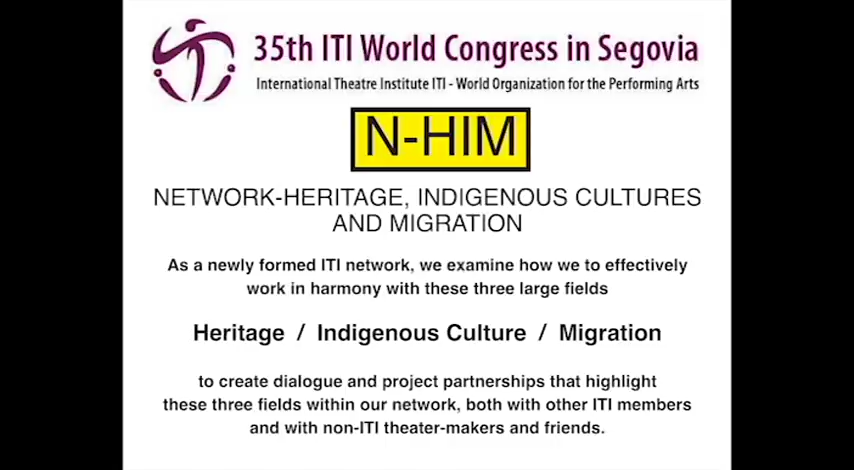 35th ITI World Congress in Segovia
International Theatre Institute ITI - World Organization for the Performing Arts
N-HIM
NETWORK-HERITAGE, INDIGENOUS CULTURES
AND MIGRATION
As a newly formed ITI network, we examine how we to effectively
work in harmony with these three large fields
Heritage / Indigenous Culture / Migration
to create dialogue and project partnerships that highlight
these three fields within our network, both with other ITI members
and with non-ITI theater-makers and friends.